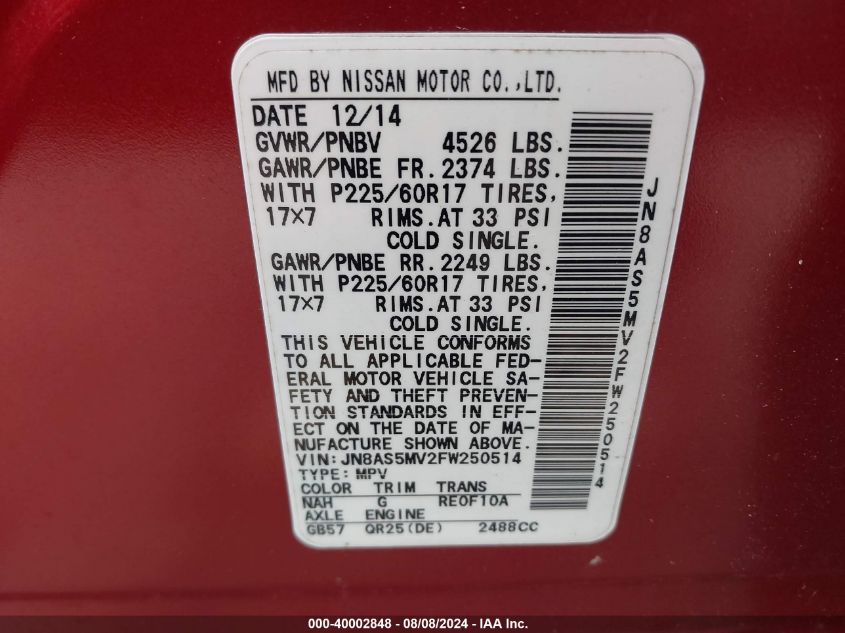 MFD BY NISSAN MOTOR CO.,LTD.
DATE 12/14
GVWR/PNBV 4526 LBS.
GAWR/PNBE FR. 2374 LBS.
WITH P225/60R17 TIRES,
17×7 RIMS.AT 33 PSI
COLD SINGLE.
GAWR/PNBE RR. 2249 LBS.
WITH P225/60R17 TIRES,
17×7 RIMS.AT 33 PSI
COLD SINGLE.
THIS VEHICLE CONFORMS
TO ALL APPLICABLE FED-
ERAL MOTOR VEHICLE SA-
FETY AND THEFT PREVEN-
TION STANDARDS IN EFF-
ECT ON THE DATE OF MA-
NUFACTURE SHOWN ABOVE.
VIN:JN8AS5MV2FW250514
TYPE:MPV
COLOR TRIM TRANS
NAH G RE0F10A
AXLE ENGINE
GB57 QR25(DE) 2488CC
JN8AS5MV2FW250514
000-40002848 - 08/08/2024 - IAA Inc.